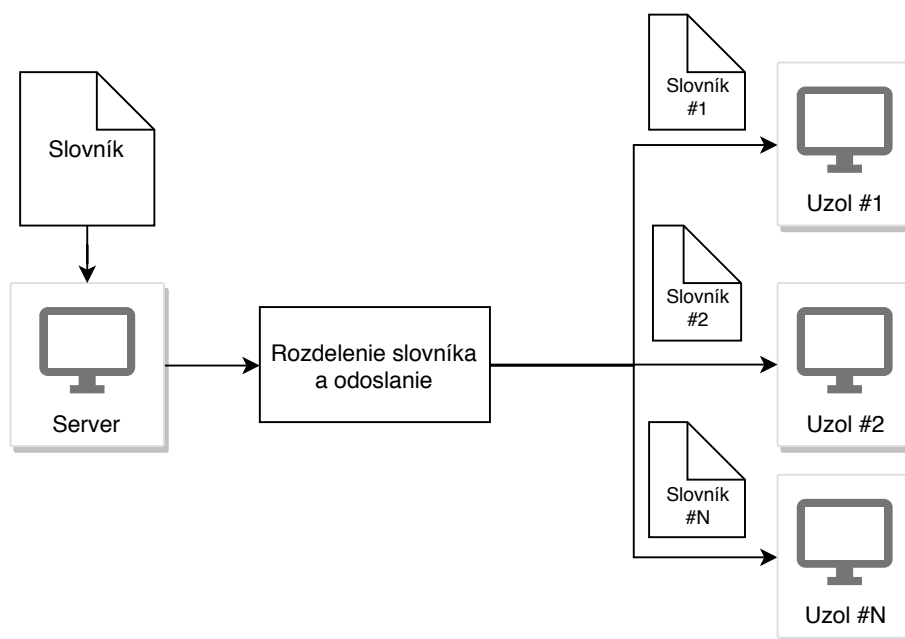 Slovník
Server
Rozdelenie slovníka
a odoslanie
Slovník
#1
Uzol #1
Slovník
#2
Uzol #2
Slovník
#N
Uzol #N